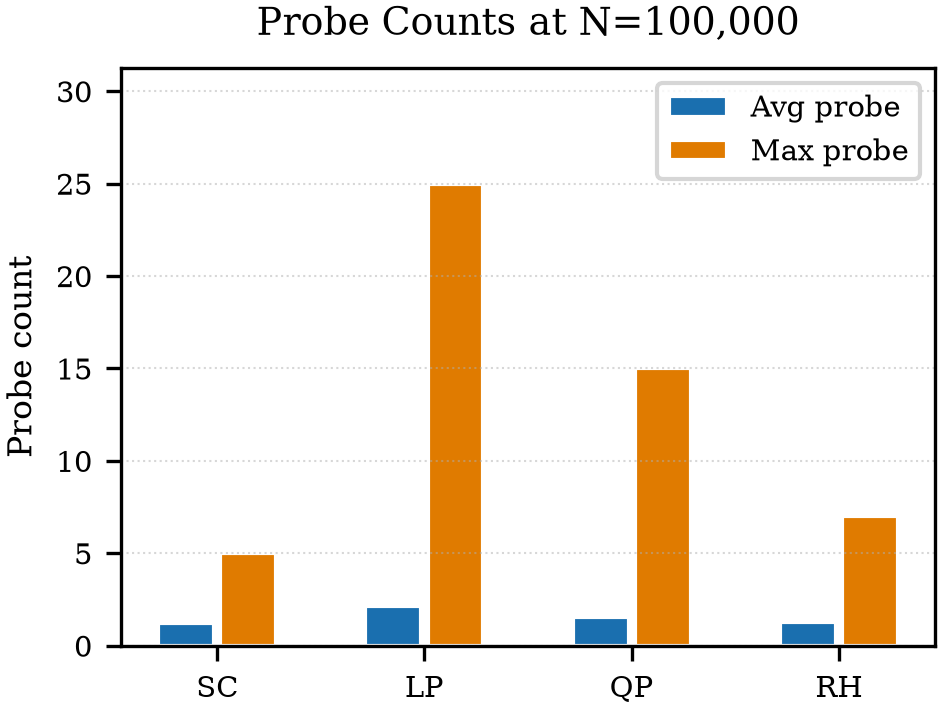 Probe Counts at N=100,000
30
25
20
15
10
5
0
Probe count
Avg probe
Max probe
SC
LP
QP
RH